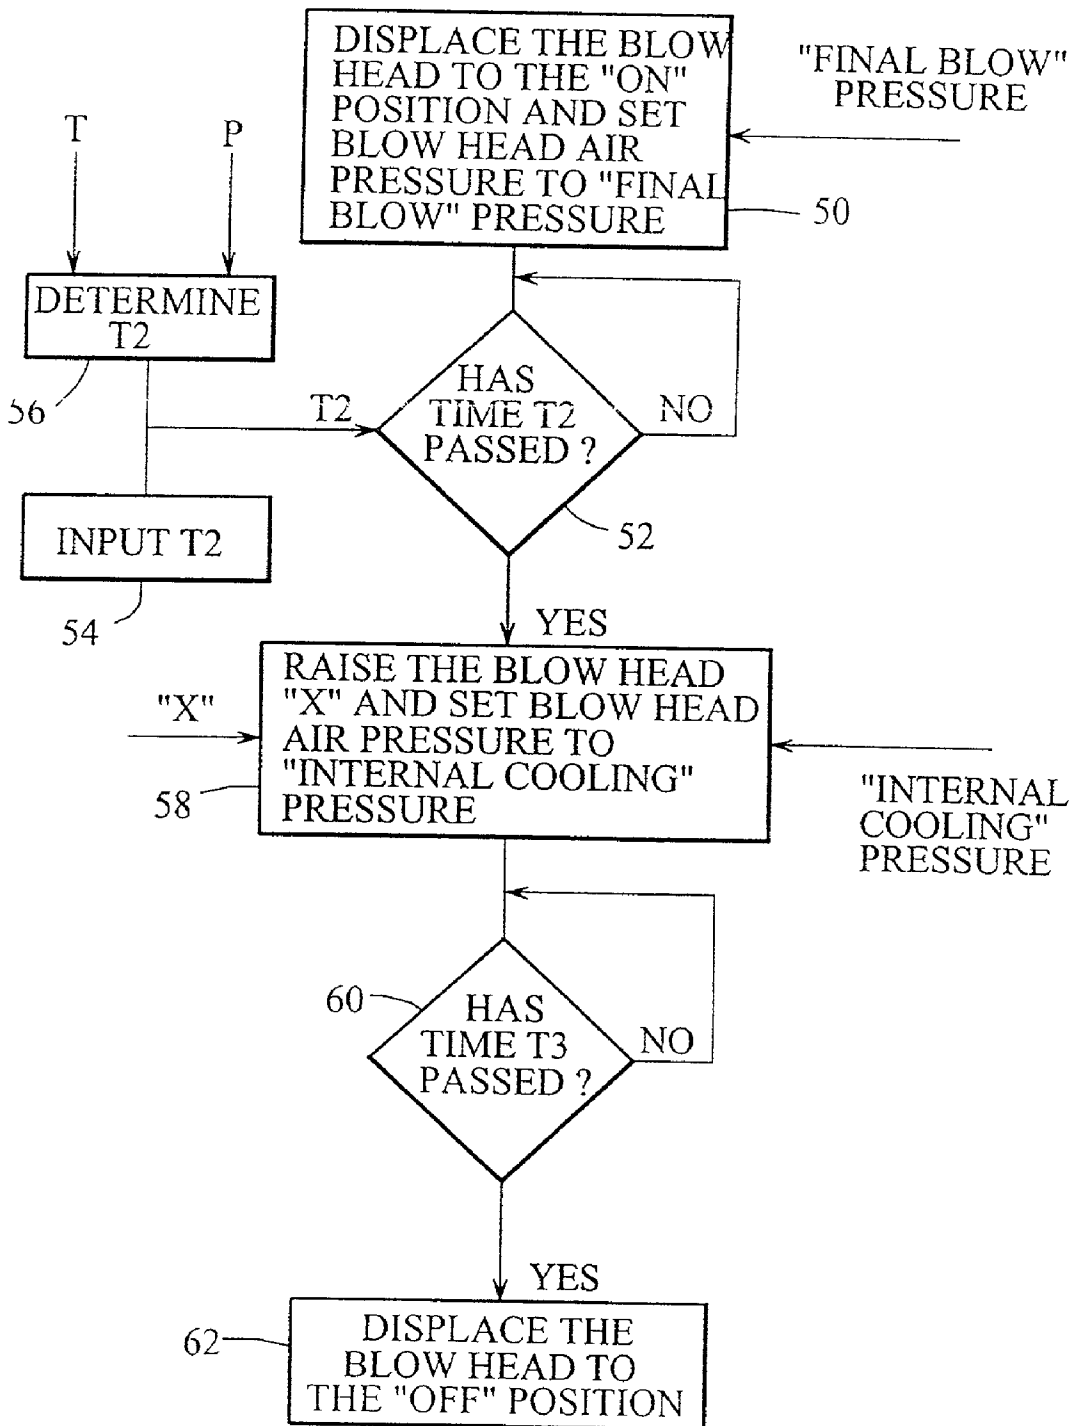 DISPLACE THE BLOW
HEAD TO THE "ON"
POSITION AND SET
BLOW HEAD AIR
PRESSURE TO "FINAL
BLOW" PRESSURE
"FINAL BLOW"
PRESSURE
50
T
P
DETERMINE
T2
56
T2
HAS
TIME T2
PASSED ?
NO
52
INPUT T2
54
YES
RAISE THE BLOW HEAD
"X" AND SET BLOW HEAD
AIR PRESSURE TO
"INTERNAL COOLING"
PRESSURE
"X"
58
"INTERNAL
COOLING"
PRESSURE
60
HAS
TIME T3
PASSED ?
NO
YES
62
DISPLACE THE
BLOW HEAD TO
THE "OFF" POSITION